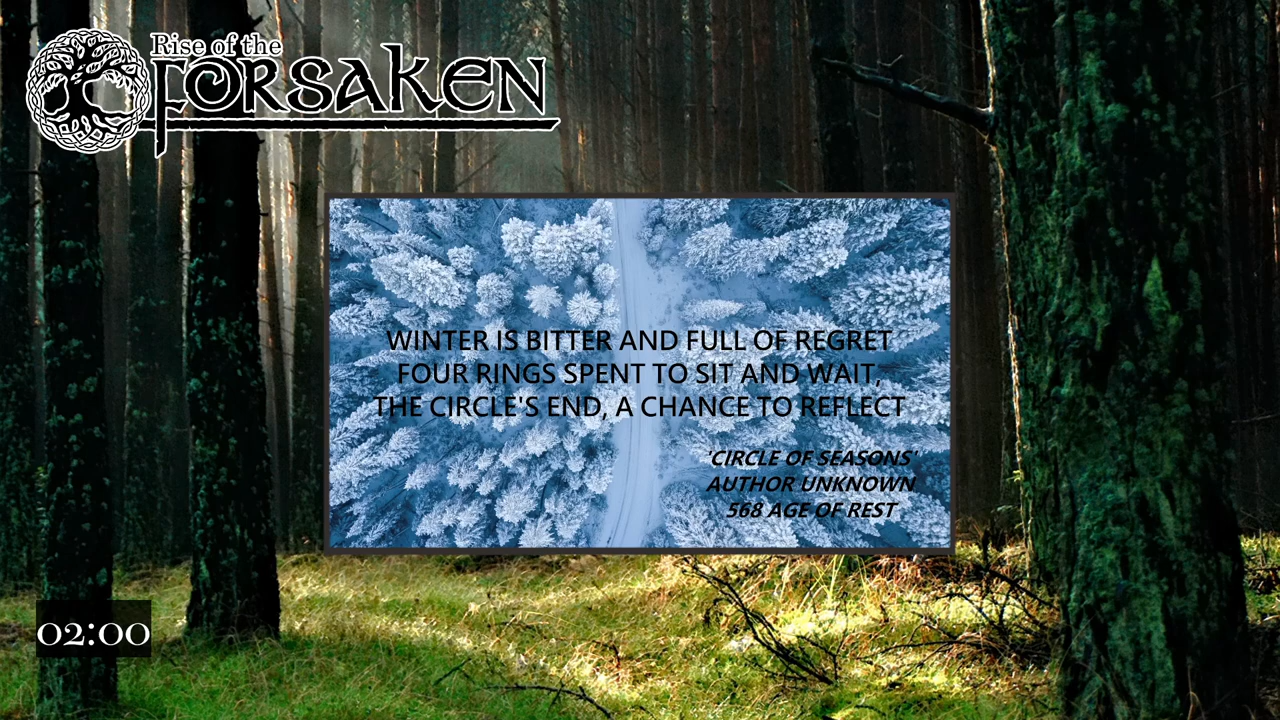 Rise of the
FORSAKEN
WINTER IS BITTER AND FULL OF REGRET
FOUR RINGS SPENT TO SIT AND WAIT,
THE CIRCLE'S END, A CHANCE TO REFLECT
'CIRCLE OF SEASONS'
AUTHOR UNKNOWN
568 AGE OF REST
02:00